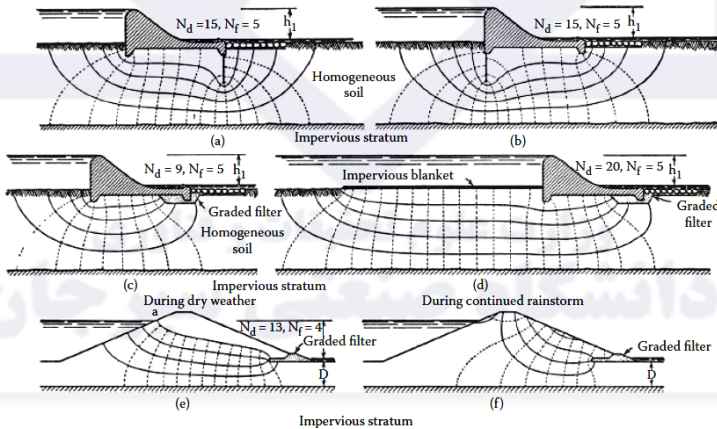 N_d =15, N_f = 5 h_1
N_d = 15, N_f = 5 h_1
Homogeneous
soil
(a) Impervious stratum (b)
N_d = 9, N_f = 5 h_1
Graded filter
Homogeneous
soil
Impervious blanket
N_d = 20, N_f = 5 h_1
Graded
filter
(c) Impervious stratum (d)
During dry weather
a
N_d = 13, N_f = 4
Graded filter
D
(e)
During continued rainstorm
Graded filter
D
(f)
Impervious stratum